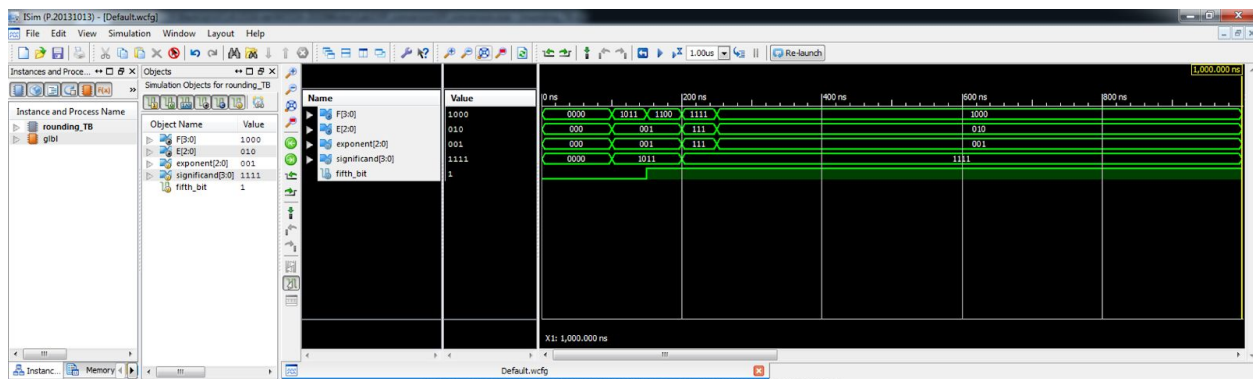 ISim (P.20131013) - [Default.wcfg]
File Edit View Simulation Window Layout Help
1.00us Re-launch
Instances and Proce... Objects
Simulation Objects for rounding_TB
1,000.000 ns
Name Value 0 ns 200 ns 400 ns 600 ns 800 ns
Instance and Process Name
rounding_TB
glbl
Object Name Value
F[3:0] 1000
E[2:0] 010
exponent[2:0] 001
significand[3:0] 1111
fifth_bit 1
F[3:0] 1000 0000 1011 1100 1111 1000
E[2:0] 010 000 001 111 010
exponent[2:0] 001 000 001 111 001
significand[3:0] 1111 0000 1011 1111
fifth_bit 1
X1: 1,000.000 ns
Instanc... Memory
Default.wcfg